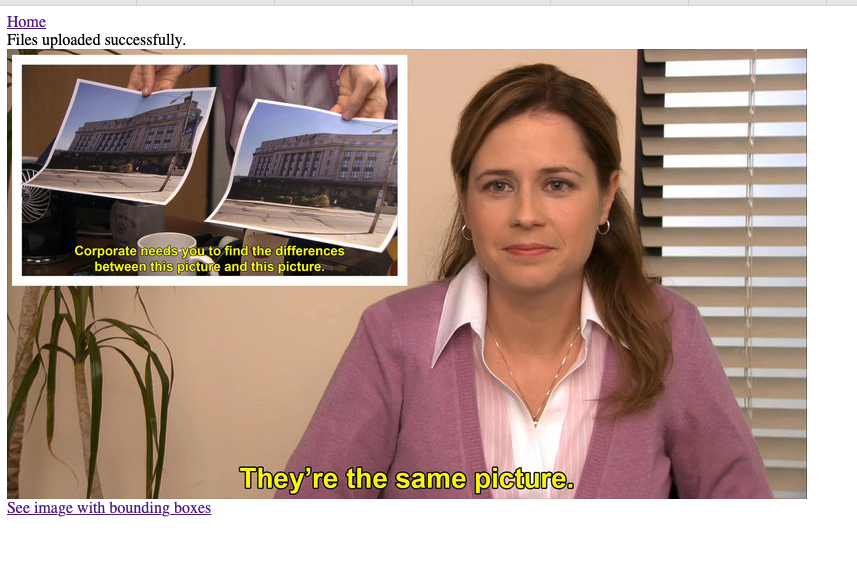 Home
Files uploaded successfully.
Corporate needs you to find the differences
between this picture and this picture.
They're the same picture.
See image with bounding boxes